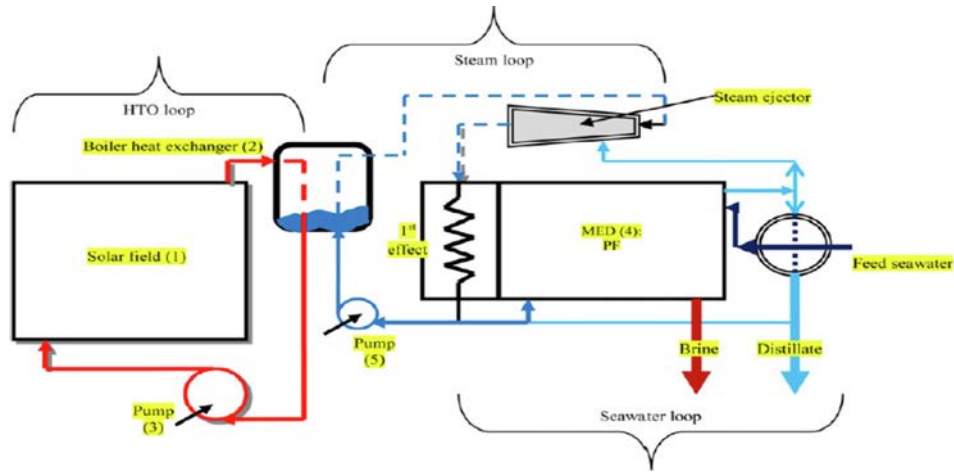 Steam loop
HTO loop
Steam ejector
Boiler heat exchanger (2)
1st
effect
MED (4):
PF
Solar field (1)
Feed seawater
Pump
(5)
Brine
Distillate
Pump
(3)
Seawater loop